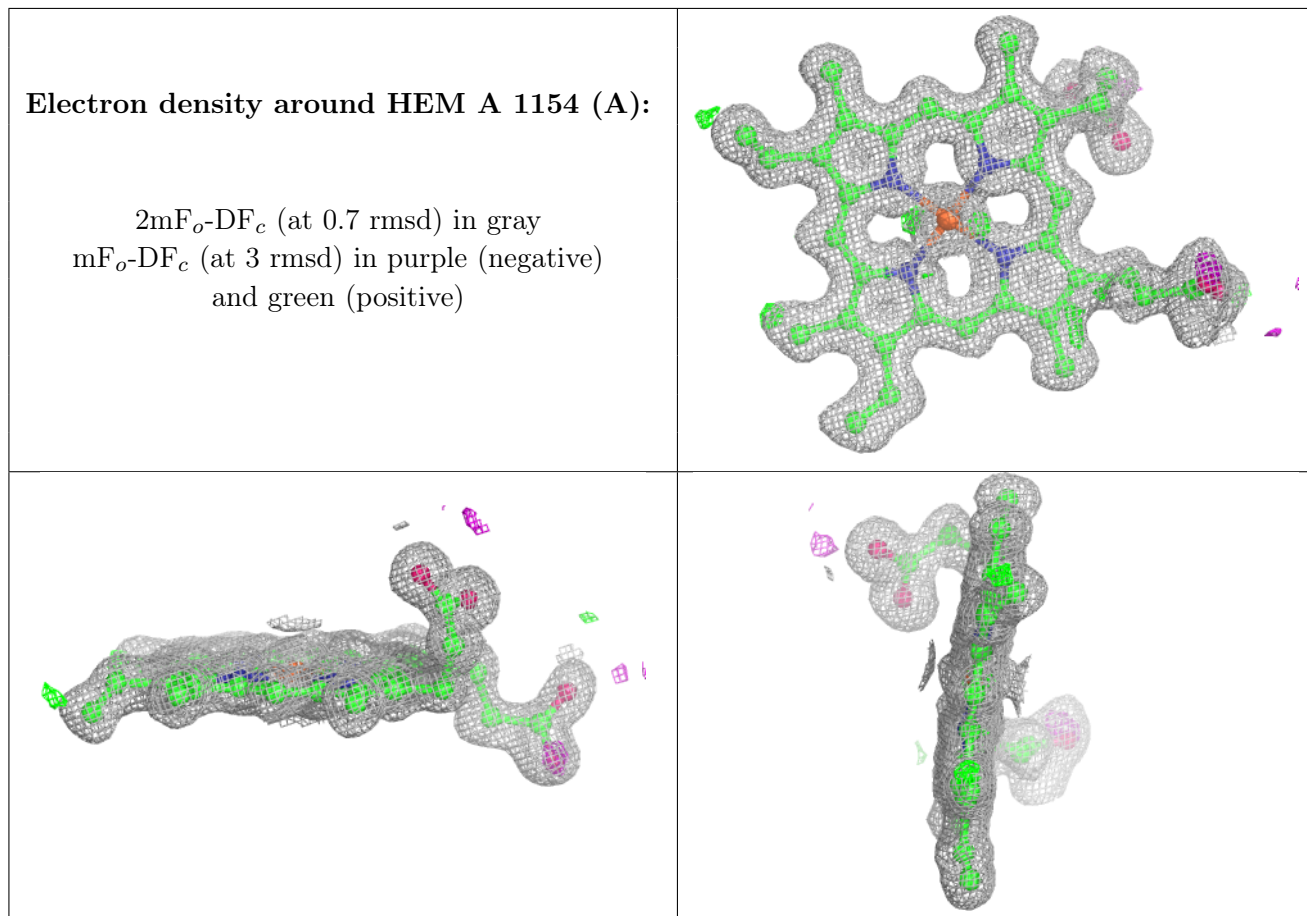 Electron density around HEM A 1154 (A):
2mFₒ-DF𝒸 (at 0.7 rmsd) in gray
mFₒ-DF𝒸 (at 3 rmsd) in purple (negative)
and green (positive)